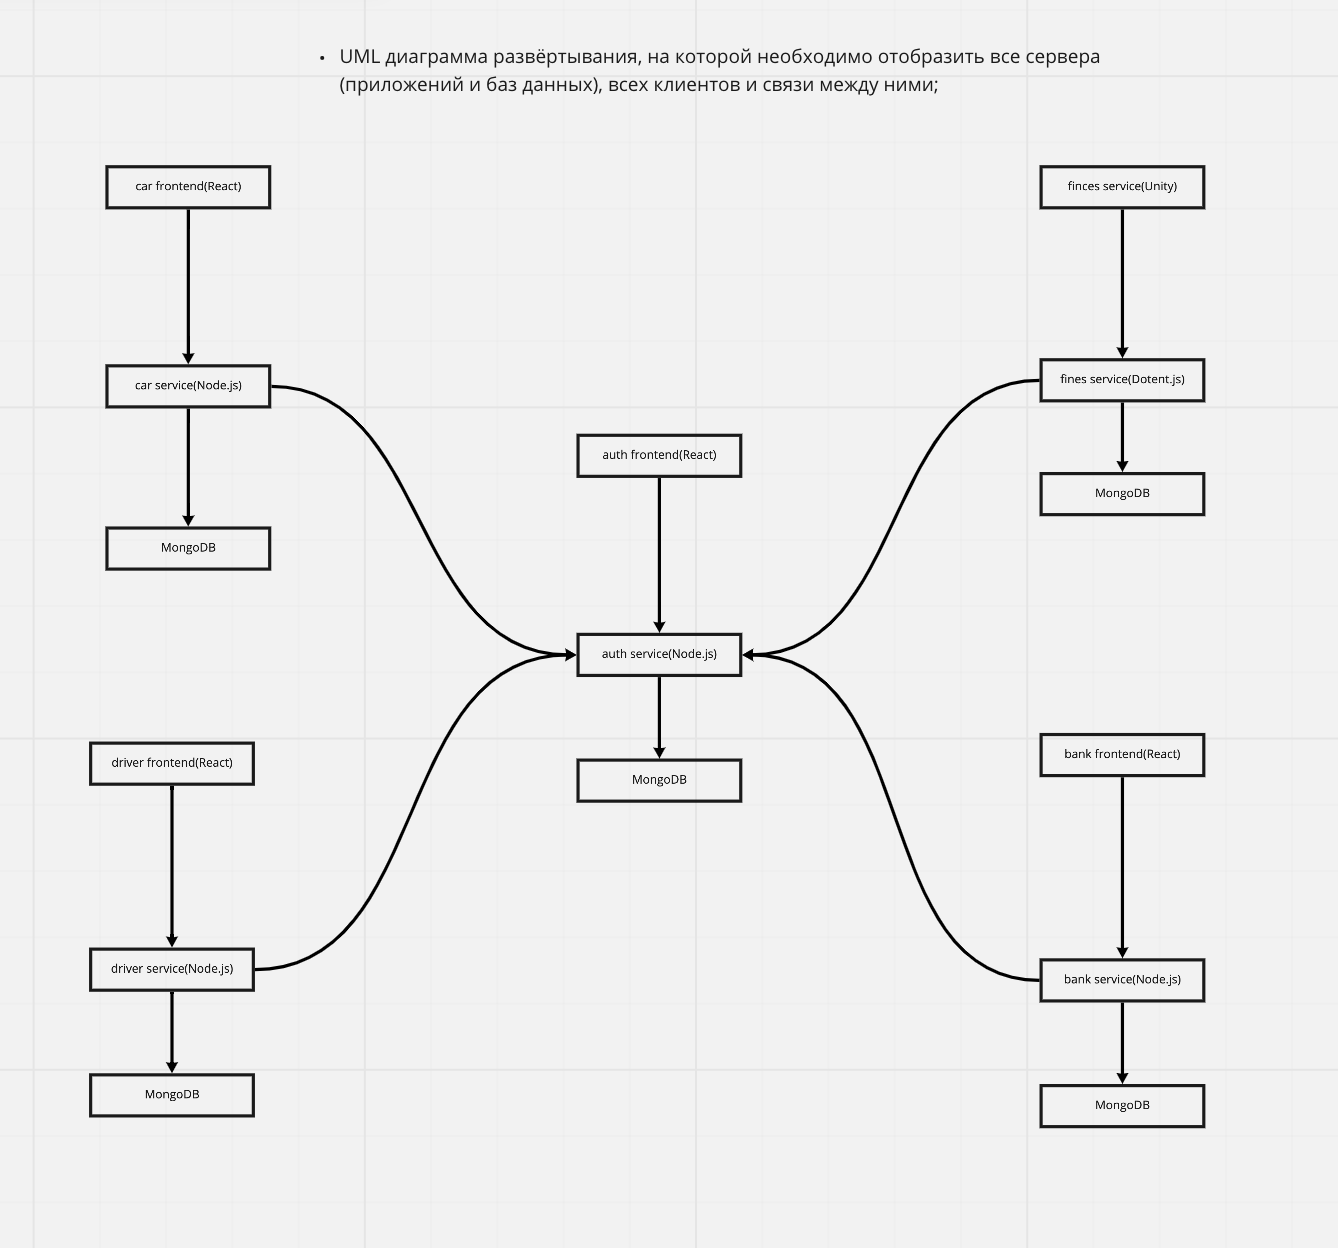 • UML диаграмма развёртывания, на которой необходимо отобразить все сервера
(приложений и баз данных), всех клиентов и связи между ними;
car frontend(React)
finces service(Unity)
car service(Node.js)
fines service(Dotent.js)
auth frontend(React)
MongoDB
MongoDB
auth service(Node.js)
driver frontend(React)
bank frontend(React)
MongoDB
driver service(Node.js)
bank service(Node.js)
MongoDB
MongoDB